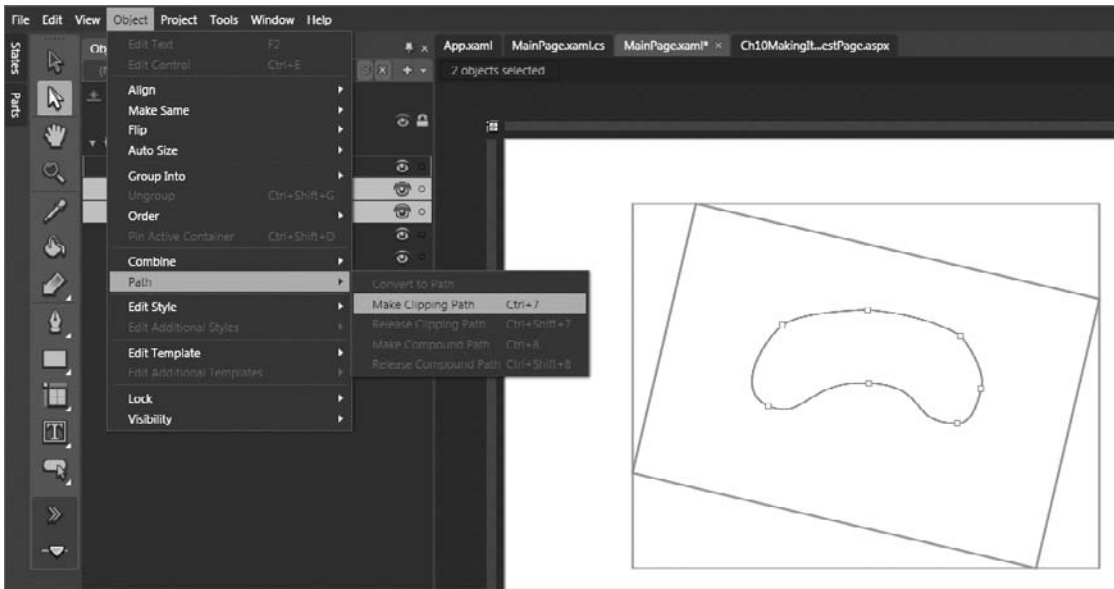 File Edit View Object Project Tools Window Help
States
Parts
Edit Text F2
Edit Control Ctrl+E
Align
Make Same
Flip
Auto Size
Group Into
Ungroup Ctrl+Shift+G
Order
Pin Active Container Ctrl+Shift+D
Combine
Path
Edit Style
Edit Additional Styles
Edit Template
Edit Additional Templates
Lock
Visibility
Convert to Path
Make Clipping Path Ctrl+7
Release Clipping Path Ctrl+Shift+7
Make Compound Path Ctrl+8
Release Compound Path Ctrl+Shift+8
App.xaml MainPage.xaml.cs MainPage.xaml* × Ch10MakingIt...estPage.aspx
2 objects selected
T